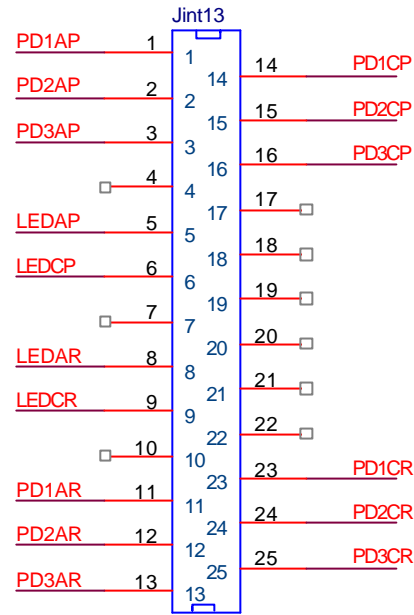 Jint13
PD1AP 1 1
14 14 PD1CP
PD2AP 2 2
15 15 PD2CP
PD3AP 3 3
16 16 PD3CP
4 4
17 17
LEDAP 5 5
18 18
LEDCP 6 6
19 19
7 7
20 20
LEDAR 8 8
21 21
LEDCR 9 9
22 22
10 10
23 23 PD1CR
PD1AR 11 11
24 24 PD2CR
PD2AR 12 12
25 25 PD3CR
PD3AR 13 13